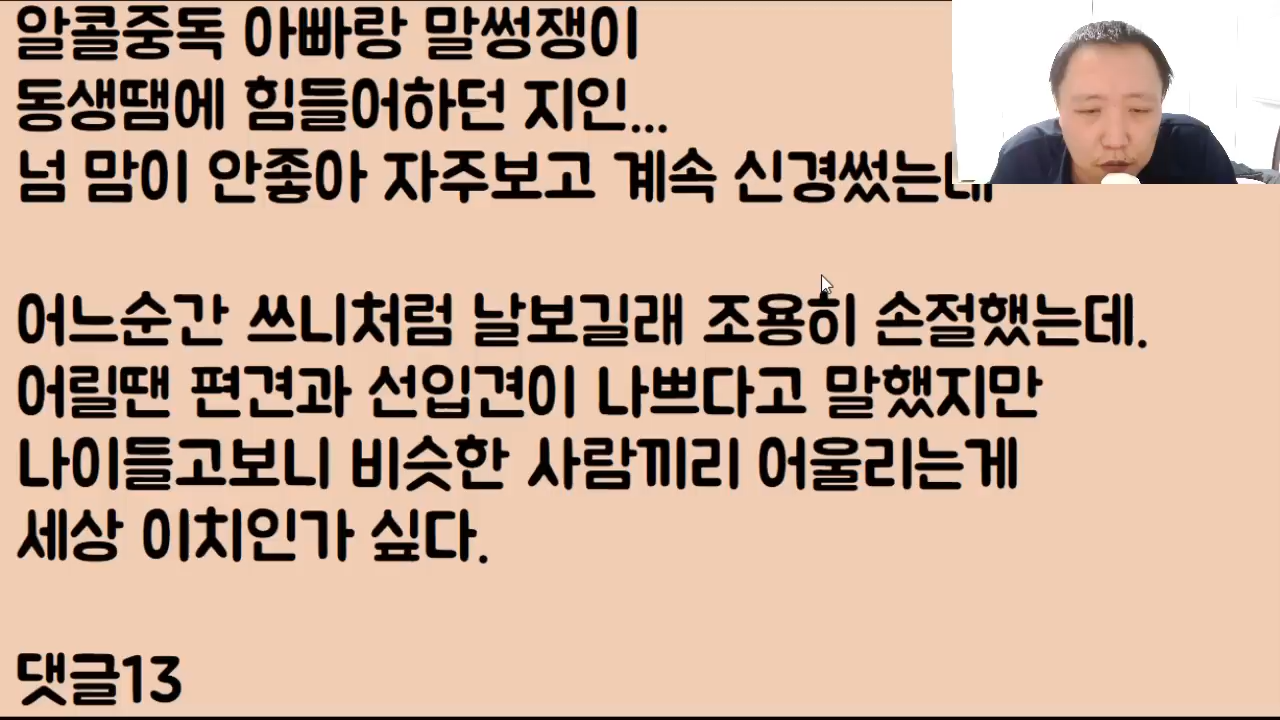 알콜중독 아빠랑 말썽쟁이
동생땜에 힘들어하던 지인...
넘 맘이 안좋아 자주보고 계속 신경썼는데
어느순간 쓰니처럼 날보길래 조용히 손절했는데.
어릴땐 편견과 선입견이 나쁘다고 말했지만
나이들고보니 비슷한 사람끼리 어울리는게
세상 이치인가 싶다.
댓글13